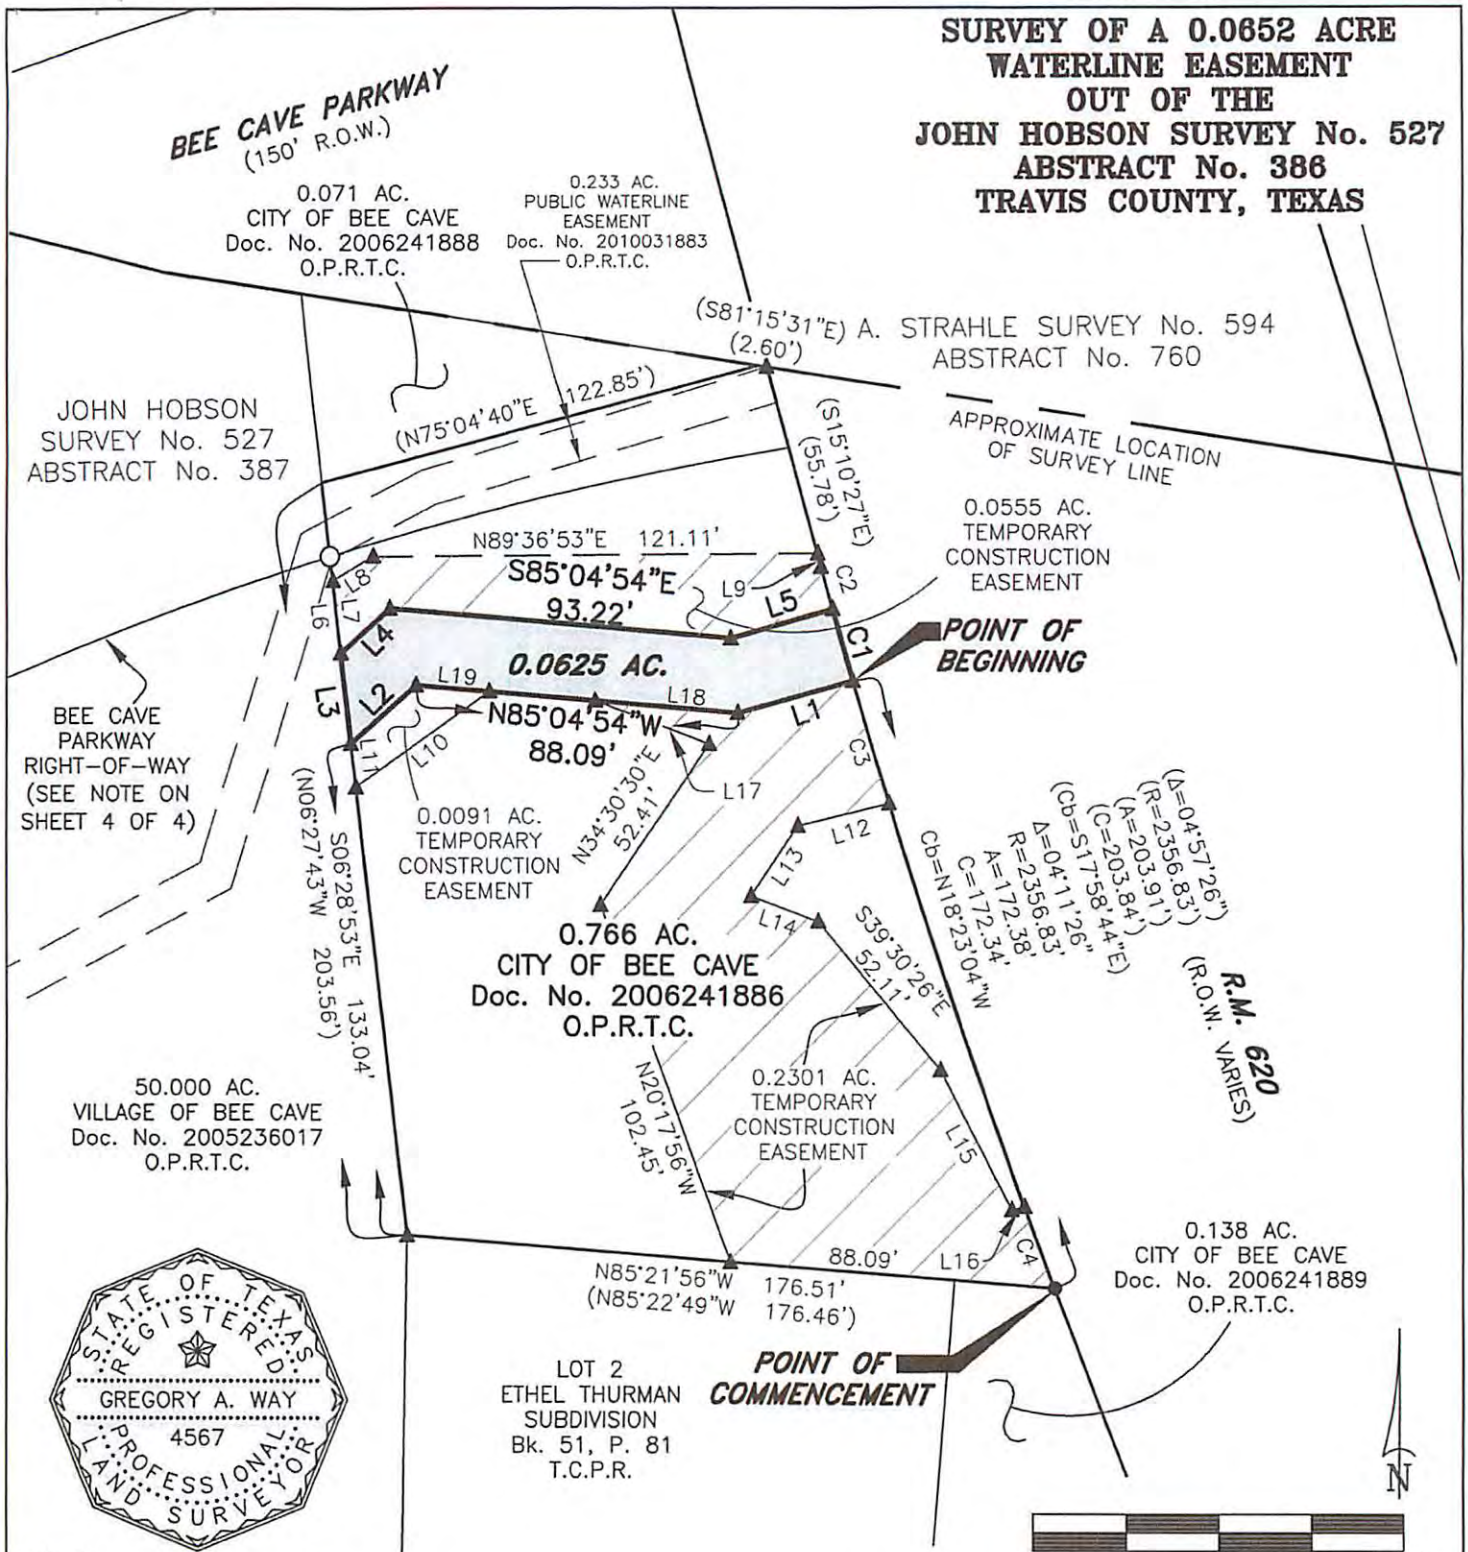 SURVEY OF A 0.0652 ACRE
WATERLINE EASEMENT
OUT OF THE
JOHN HOBSON SURVEY No. 527
ABSTRACT No. 386
TRAVIS COUNTY, TEXAS
BEE CAVE PARKWAY
(150' R.O.W.)
0.071 AC.
CITY OF BEE CAVE
Doc. No. 2006241888
O.P.R.T.C.
0.233 AC.
PUBLIC WATERLINE
EASEMENT
Doc. No. 2010031883
O.P.R.T.C.
(S81°15'31"E)
(2.60')
A. STRAHLE SURVEY No. 594
ABSTRACT No. 760
JOHN HOBSON
SURVEY No. 527
ABSTRACT No. 387
(N75°04'40"E 122.85')
(S15°10'27"E)
(55.78')
APPROXIMATE LOCATION
OF SURVEY LINE
0.0555 AC.
TEMPORARY
CONSTRUCTION
EASEMENT
N89°36'53"E 121.11'
S85°04'54"E
93.22'
L8
L7
L6
L9
L5
C2
L4
C1
POINT OF
BEGINNING
0.0625 AC.
L3
L2
L19
L18
L1
N85°04'54"W
88.09'
L11
L10
L17
C3
BEE CAVE
PARKWAY
RIGHT-OF-WAY
(SEE NOTE ON
SHEET 4 OF 4)
0.0091 AC.
TEMPORARY
CONSTRUCTION
EASEMENT
N34°30'30"E
52.41'
L12
L13
L14
S06°28'53"E 133.04'
(N06°27'43"W 203.56')
(Δ=04°57'26")
(R=2356.83')
(A=203.91')
(C=203.84')
(Cb=S17°58'44"E)
Δ=04°11'26"
R=2356.83'
A=172.38'
C=172.34'
Cb=N18°23'04"W
0.766 AC.
CITY OF BEE CAVE
Doc. No. 2006241886
O.P.R.T.C.
S39°30'26"E
52.11'
R.M. 620
(R.O.W. VARIES)
50.000 AC.
VILLAGE OF BEE CAVE
Doc. No. 2005236017
O.P.R.T.C.
N20°17'56"W
102.45'
0.2301 AC.
TEMPORARY
CONSTRUCTION
EASEMENT
L15
L16
C4
88.09'
N85°21'56"W 176.51'
(N85°22'49"W 176.46')
0.138 AC.
CITY OF BEE CAVE
Doc. No. 2006241889
O.P.R.T.C.
POINT OF
COMMENCEMENT
LOT 2
ETHEL THURMAN
SUBDIVISION
Bk. 51, P. 81
T.C.P.R.
STATE OF TEXAS
REGISTERED
GREGORY A. WAY
4567
PROFESSIONAL
LAND SURVEYOR
N